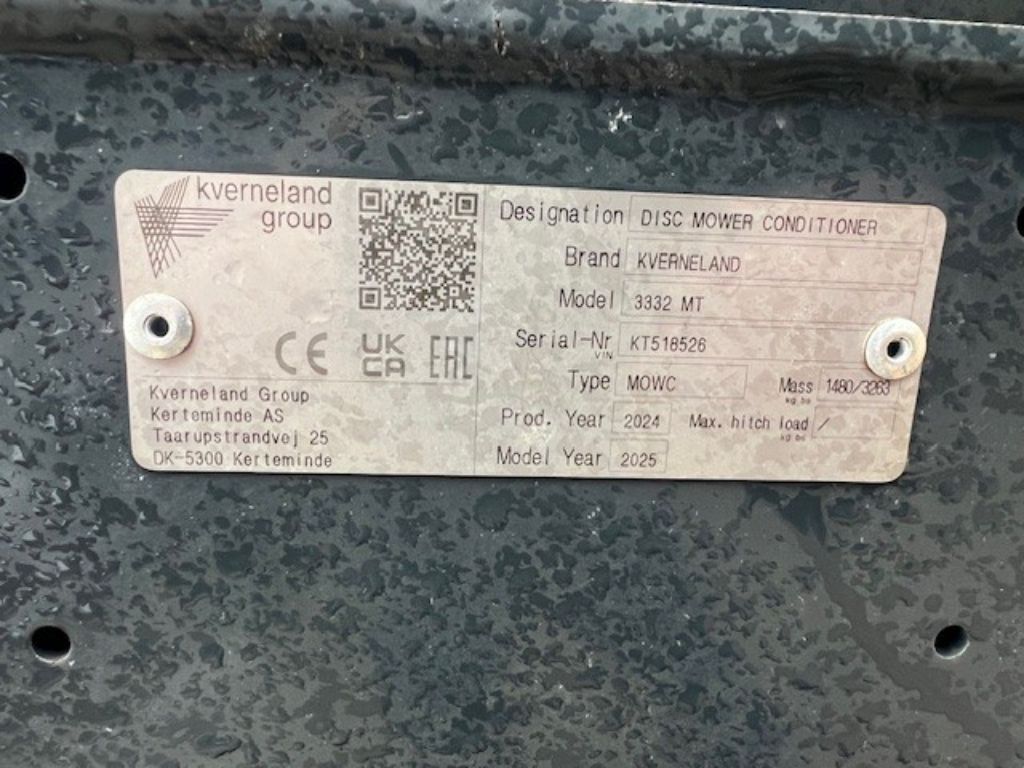 kverneland
group
CE UK CA EAC
Kverneland Group
Kerteminde AS
Taarupstrandvej 25
DK-5300 Kerteminde
Designation DISC MOWER CONDITIONER
Brand KVERNELAND
Model 3332 MT
Serial-Nr KT518526
VIN
Type MOWC Mass 1480/3263
kg lbs
Prod. Year 2024 Max. hitch load /
kg lbs
Model Year 2025